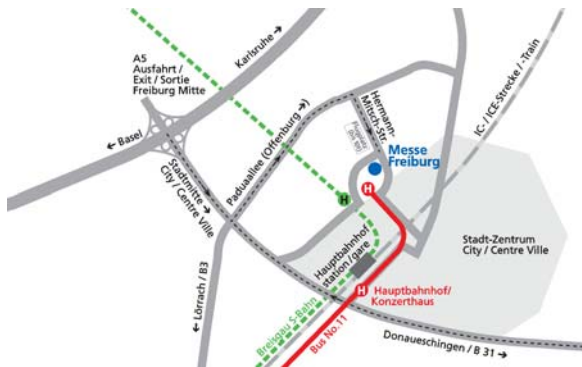 A5
Ausfahrt /
Exit / Sortie
Freiburg Mitte
Karlsruhe →
← Basel
Stadtmitte →
City / Centre Ville
Paduaallee (Offenburg →)
Hermann-
Mitsch-Str.
IC- / ICE-Strecke / -Train
Messe
Freiburg
H
H
Stadt-Zentrum
City / Centre Ville
Hauptbahnhof
station / gare
H
Hauptbahnhof/
Konzerthaus
← Lörrach / B3
Breisgau S-Bahn
Bus No.11
Donaueschingen / B 31 →